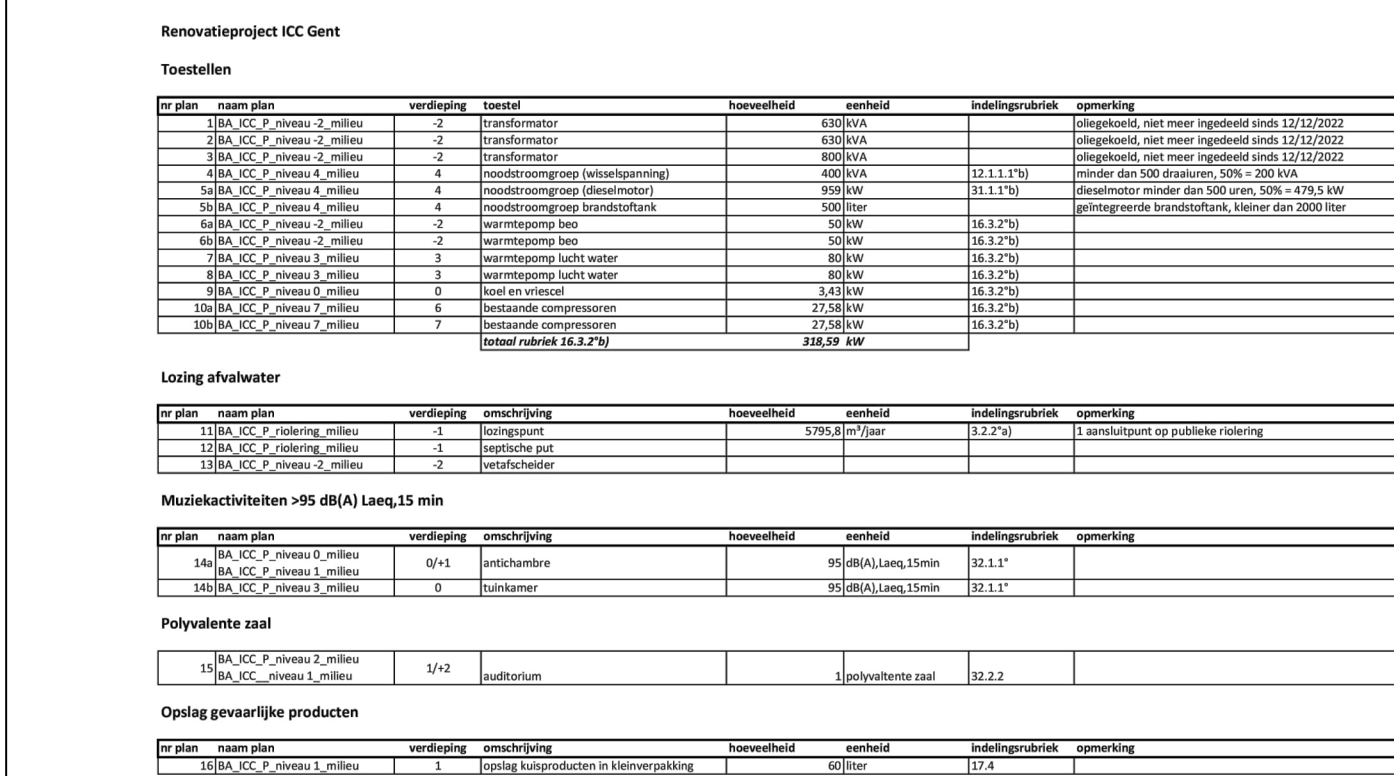 Renovatieproject ICC Gent
Toestellen
nr plan naam plan verdieping toestel hoeveelheid eenheid indelingsrubriek opmerking
1 BA_ICC_P_niveau -2_milieu -2 transformator 630 kVA oliegekoeld, niet meer ingedeeld sinds 12/12/2022
2 BA_ICC_P_niveau -2_milieu -2 transformator 630 kVA oliegekoeld, niet meer ingedeeld sinds 12/12/2022
3 BA_ICC_P_niveau -2_milieu -2 transformator 800 kVA oliegekoeld, niet meer ingedeeld sinds 12/12/2022
4 BA_ICC_P_niveau 4_milieu 4 noodstroomgroep (wisselspanning) 400 kVA 12.1.1.1°b) minder dan 500 draaiuren, 50% = 200 kVA
5a BA_ICC_P_niveau 4_milieu 4 noodstroomgroep (dieselmotor) 959 kW 31.1.1°b) dieselmotor minder dan 500 uren, 50% = 479,5 kW
5b BA_ICC_P_niveau 4_milieu 4 noodstroomgroep brandstoftank 500 liter geïntegreerde brandstoftank, kleiner dan 2000 liter
6a BA_ICC_P_niveau -2_milieu -2 warmtepomp beo 50 kW 16.3.2°b)
6b BA_ICC_P_niveau -2_milieu -2 warmtepomp beo 50 kW 16.3.2°b)
7 BA_ICC_P_niveau 3_milieu 3 warmtepomp lucht water 80 kW 16.3.2°b)
8 BA_ICC_P_niveau 3_milieu 3 warmtepomp lucht water 80 kW 16.3.2°b)
9 BA_ICC_P_niveau 0_milieu 0 koel en vriescel 3,43 kW 16.3.2°b)
10a BA_ICC_P_niveau 7_milieu 6 bestaande compressoren 27,58 kW 16.3.2°b)
10b BA_ICC_P_niveau 7_milieu 7 bestaande compressoren 27,58 kW 16.3.2°b)
totaal rubriek 16.3.2°b) 318,59 kW
Lozing afvalwater
nr plan naam plan verdieping omschrijving hoeveelheid eenheid indelingsrubriek opmerking
11 BA_ICC_P_riolering_milieu -1 lozingspunt 5795,8 m³/jaar 3.2.2°a) 1 aansluitpunt op publieke riolering
12 BA_ICC_P_riolering_milieu -1 septische put
13 BA_ICC_P_niveau -2_milieu -2 vetafscheider
Muziekactiviteiten >95 dB(A) Laeq,15 min
nr plan naam plan verdieping omschrijving hoeveelheid eenheid indelingsrubriek opmerking
BA_ICC_P_niveau 0_milieu
14a 0/+1 antichambre 95 dB(A),Laeq,15min 32.1.1°
BA_ICC_P_niveau 1_milieu
14b BA_ICC_P_niveau 3_milieu 0 tuinkamer 95 dB(A),Laeq,15min 32.1.1°
Polyvalente zaal
BA_ICC_P_niveau 2_milieu
15 1/+2
BA_ICC__niveau 1_milieu auditorium 1 polyvaltente zaal 32.2.2
Opslag gevaarlijke producten
nr plan naam plan verdieping omschrijving hoeveelheid eenheid indelingsrubriek opmerking
16 BA_ICC_P_niveau 1_milieu 1 opslag kuisproducten in kleinverpakking 60 liter 17.4